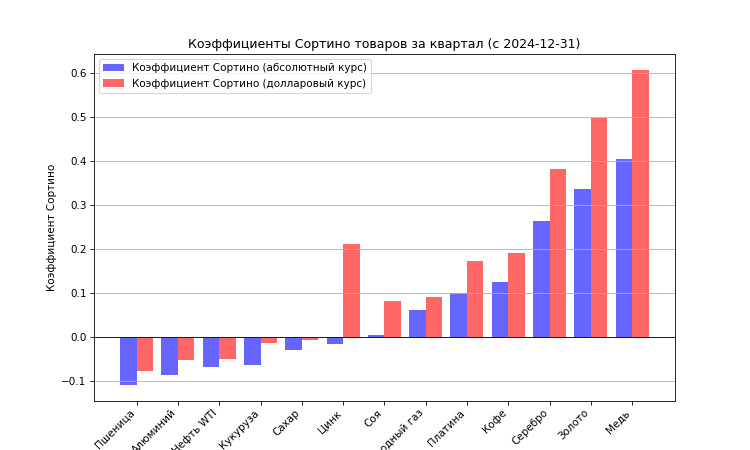 Коэффициенты Сортино товаров за квартал (с 2024-12-31)
Коэффициент Сортино (абсолютный курс)
Коэффициент Сортино (долларовый курс)
Коэффициент Сортино
0.6
0.5
0.4
0.3
0.2
0.1
0.0
−0.1
Пшеница
Алюминий
Нефть WTI
Кукуруза
Сахар
Цинк
Соя
газ
Платина
Кофе
Серебро
Золото
Медь